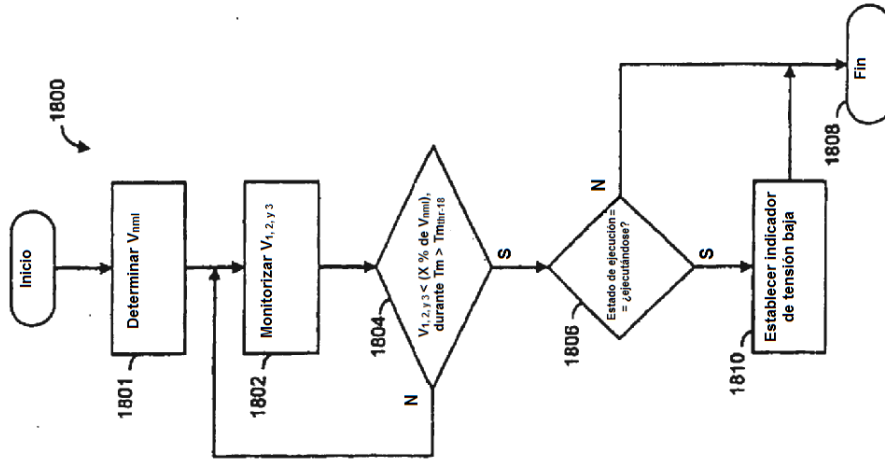 1800
Inicio
Determinar Vnml
1801
Monitorizar V1, 2, y 3
1802
V1, 2, y 3 < (X % de Vnml),
durante Tm > Tmthr-18
1804
N
S
Estado de ejecución =
= ¿ejecutándose?
1806
N
S
Establecer indicador
de tensión baja
1810
Fin
1808